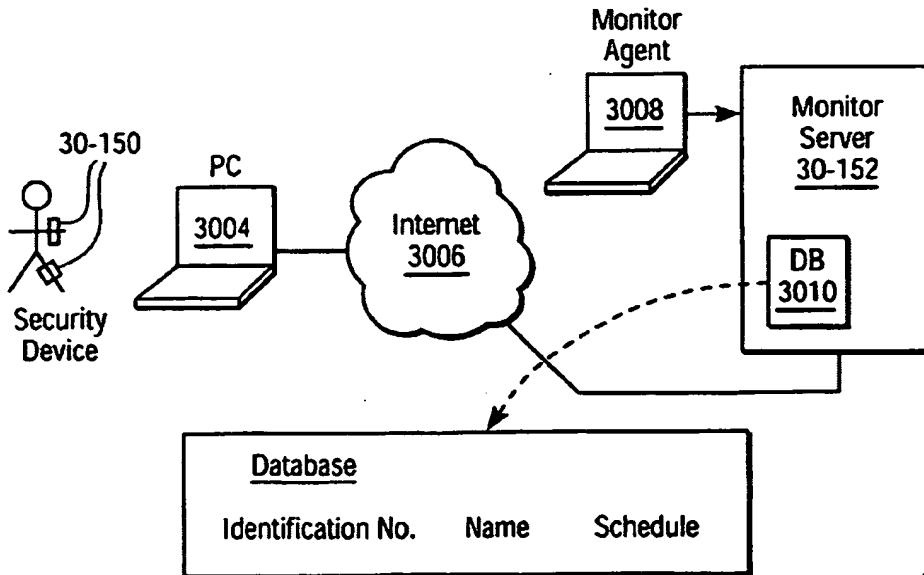 Monitor
Agent
3008
Monitor
Server
30-152
30-150
PC
3004
Internet
3006
DB
3010
Security
Device
Database
Identification No. Name Schedule